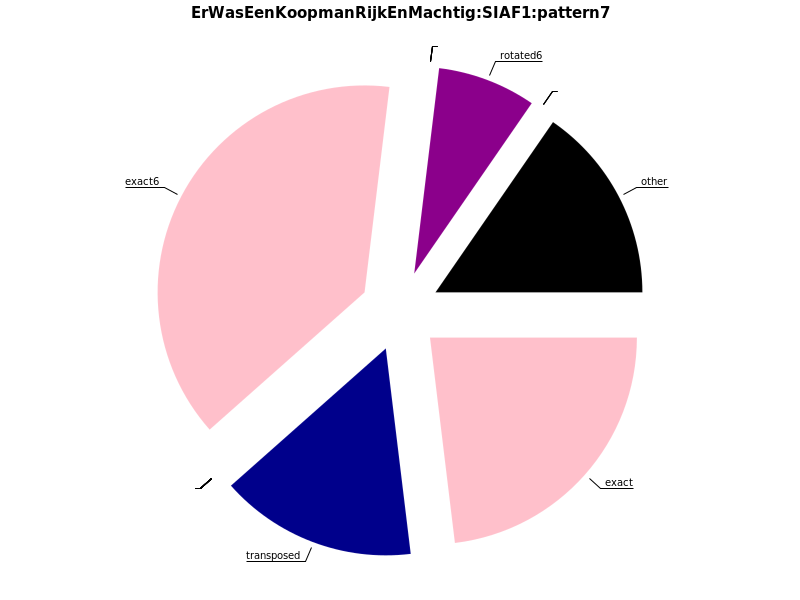 ErWasEenKoopmanRijkEnMachtig:SIAF1:pattern7
rotated6
exact6
other
exact
transposed